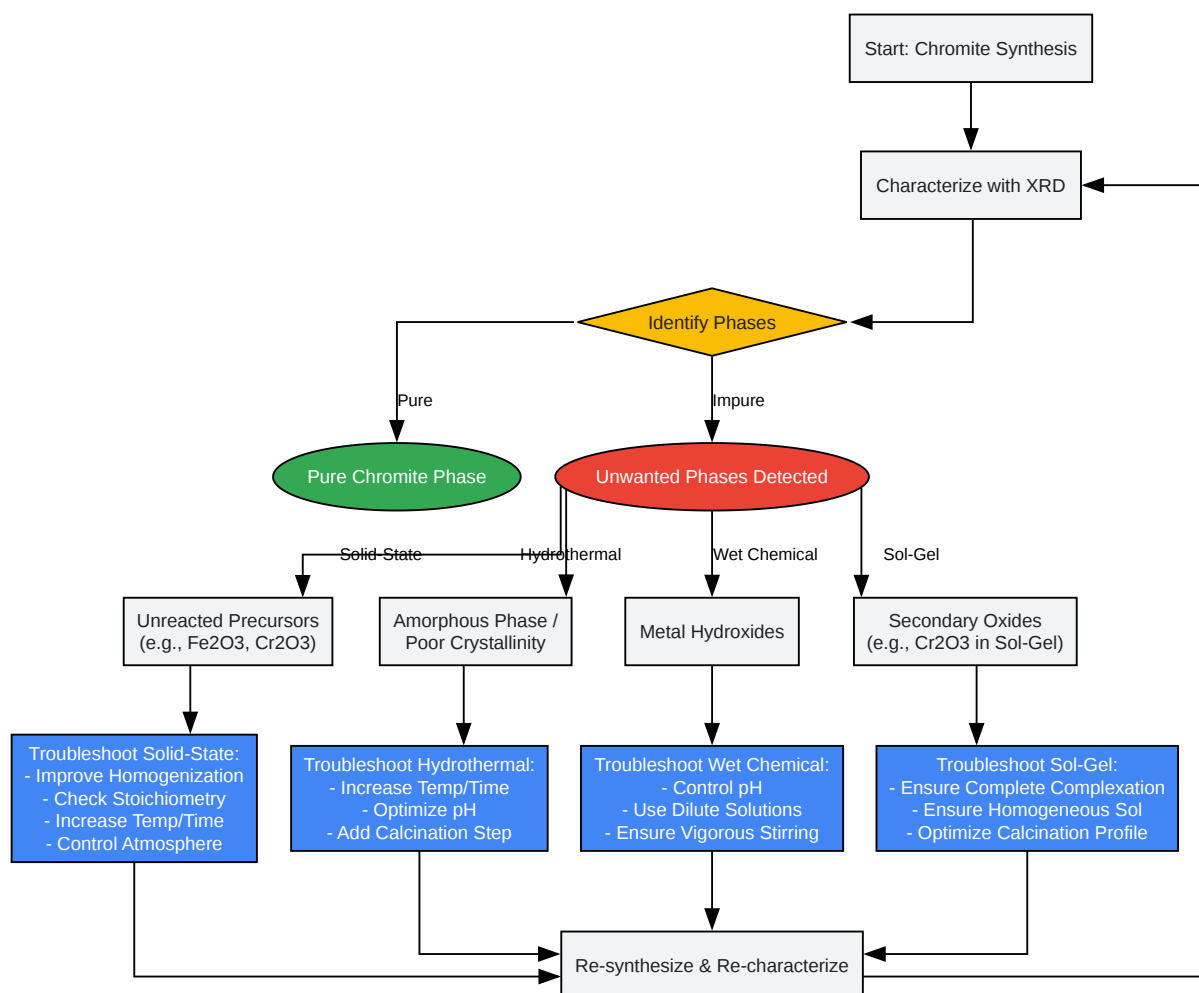 Start: Chromite Synthesis
Characterize with XRD
Identify Phases
Pure
Impure
Pure Chromite Phase
Unwanted Phases Detected
Solid-State
Hydrothermal
Wet Chemical
Sol-Gel
Unreacted Precursors
(e.g., Fe2O3, Cr2O3)
Amorphous Phase /
Poor Crystallinity
Metal Hydroxides
Secondary Oxides
(e.g., Cr2O3 in Sol-Gel)
Troubleshoot Solid-State:
- Improve Homogenization
- Check Stoichiometry
- Increase Temp/Time
- Control Atmosphere
Troubleshoot Hydrothermal:
- Increase Temp/Time
- Optimize pH
- Add Calcination Step
Troubleshoot Wet Chemical:
- Control pH
- Use Dilute Solutions
- Ensure Vigorous Stirring
Troubleshoot Sol-Gel:
- Ensure Complete Complexation
- Ensure Homogeneous Sol
- Optimize Calcination Profile
Re-synthesize & Re-characterize